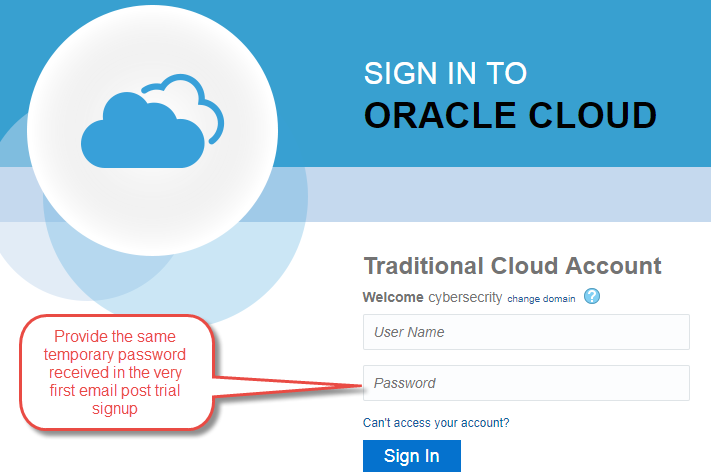 SIGN IN TO
ORACLE CLOUD
Traditional Cloud Account
Welcome cybersecrity change domain ?
User Name
Provide the same
temporary password
received in the very
first email post trial
signup
Password
Can't access your account?
Sign In